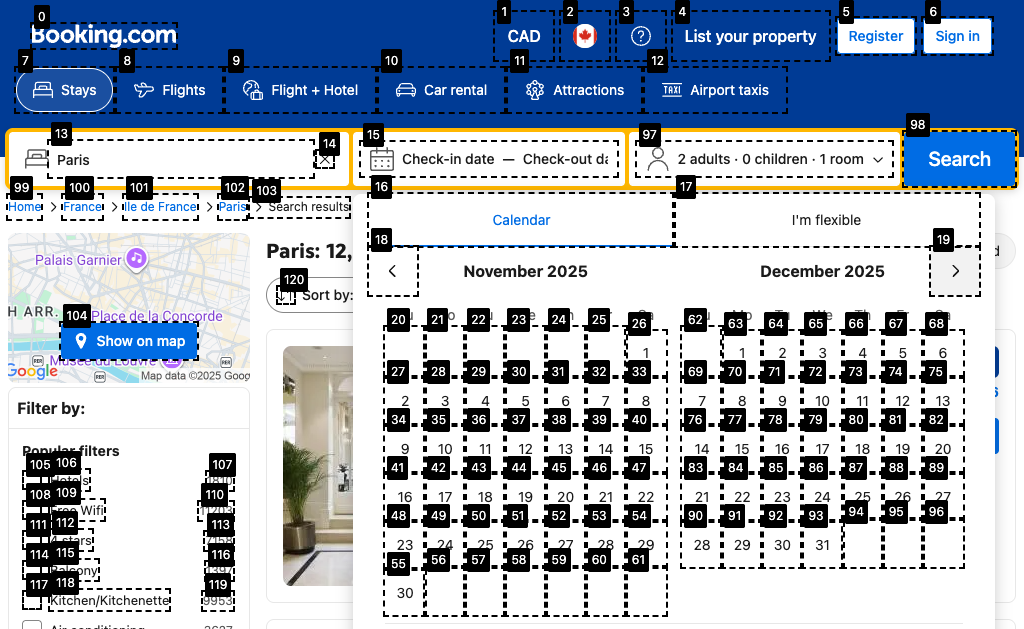 0
Booking.com
1
CAD
2
3
4
List your property
5
Register
6
Sign in
7
Stays
8
Flights
9
Flight + Hotel
10
Car rental
11
Attractions
12
Airport taxis
13
Paris
14
15
Check-in date — Check-out da
97
2 adults · 0 children · 1 room
98
Search
99 100 101 102 103
Home France Île de France Paris Search results
16
Calendar
17
I'm flexible
18
19
November 2025
December 2025
Palais Garnier
H ARR.
Place de la Concorde
104
Show on map
Musée du Louvre
RER
RER
RER
Google
Map data ©2025 Goog
Paris: 12,
120
Sort by:
d
20 21 22 23 24 25 26
1
27 28 29 30 31 32 33
2 3 4 5 6 7 8
34 35 36 37 38 39 40
9 10 11 12 13 14 15
41 42 43 44 45 46 47
16 17 18 19 20 21 22
48 49 50 51 52 53 54
23 24 25 26 27 28 29
55 56 57 58 59 60 61
30
62 63 64 65 66 67 68
1 2 3 4 5 6
69 70 71 72 73 74 75
7 8 9 10 11 12 13
76 77 78 79 80 81 82
14 15 16 17 18 19 20
83 84 85 86 87 88 89
21 22 23 24 25 26 27
90 91 92 93 94 95 96
28 29 30 31
Filter by:
Popular filters
105 106 107
Hotels
108 109 110
Free Wifi
111 112 113
4 stars
114 115 116
Balcony
117 118 119
Kitchen/Kitchenette 9953
Air conditioning